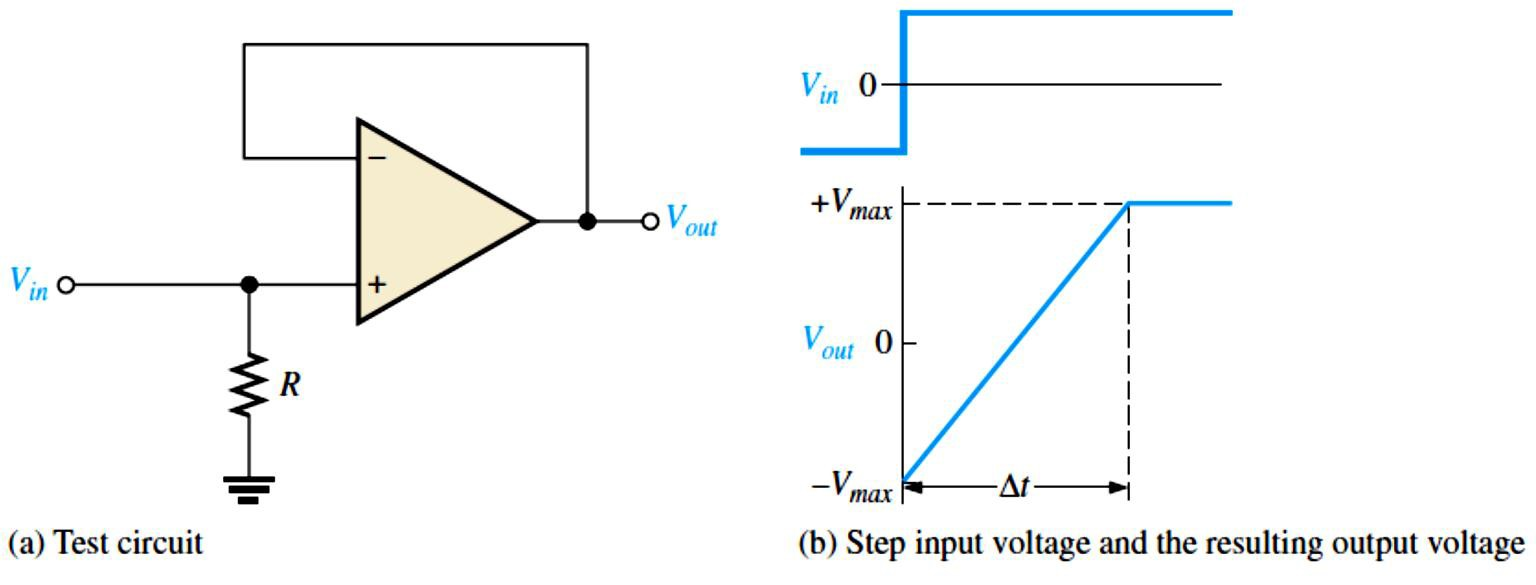 −
V_out
V_in
+
R
(a) Test circuit
V_in 0
+V_max
V_out 0
−V_max
Δt
(b) Step input voltage and the resulting output voltage